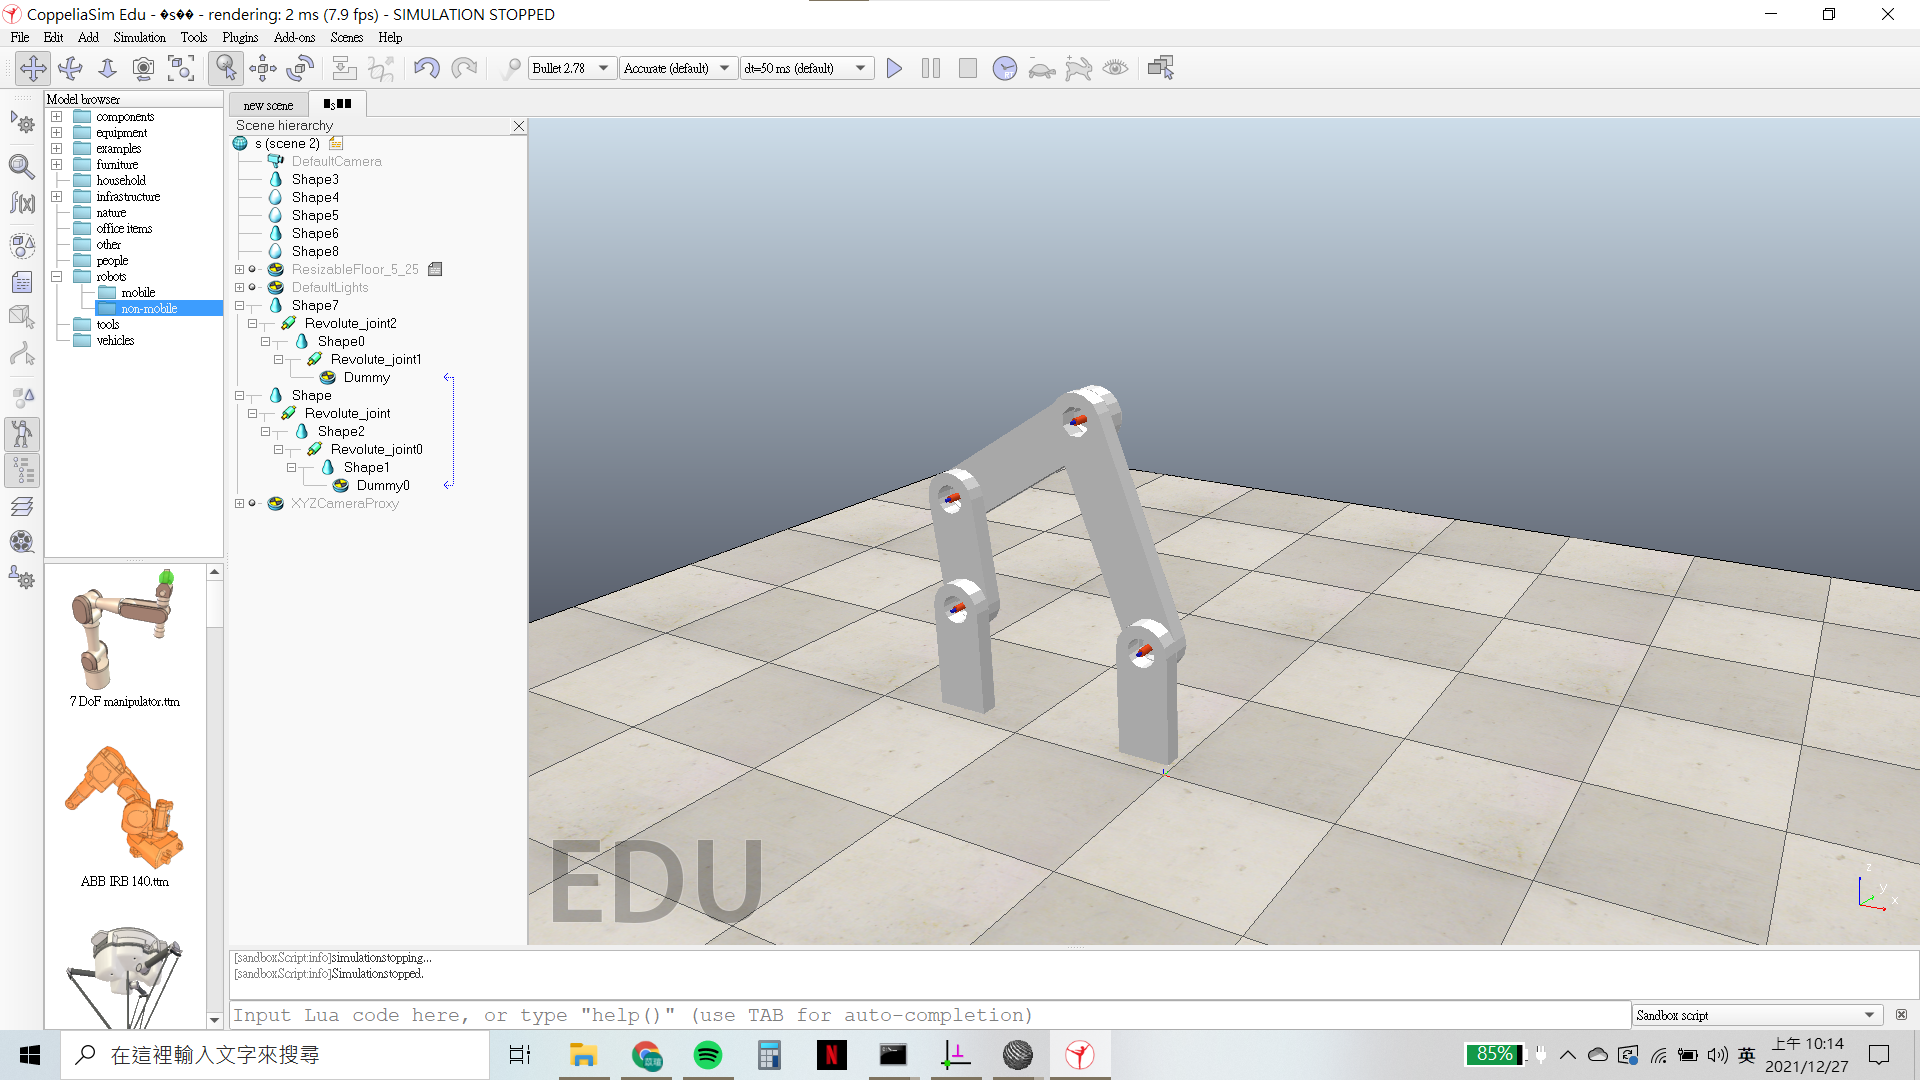 CoppeliaSim Edu - �s�� - rendering: 2 ms (7.9 fps) - SIMULATION STOPPED
File Edit Add Simulation Tools Plugins Add-ons Scenes Help
Bullet 2.78 Accurate (default) dt=50 ms (default)
Model browser
components
equipment
examples
furniture
household
infrastructure
nature
office items
other
people
robots
mobile
non-mobile
tools
vehicles
7 DoF manipulator.ttm
ABB IRB 140.ttm
new scene
Scene hierarchy
s (scene 2)
DefaultCamera
Shape3
Shape4
Shape5
Shape6
Shape8
ResizableFloor_5_25
DefaultLights
Shape7
Revolute_joint2
Shape0
Revolute_joint1
Dummy
Shape
Revolute_joint
Shape2
Revolute_joint0
Shape1
Dummy0
XYZCameraProxy
EDU
z
y
x
[sandboxScript:info]simulationstopping...
[sandboxScript:info]Simulationstopped.
Input Lua code here, or type "help()" (use TAB for auto-completion)
Sandbox script
在這裡輸入文字來搜尋
85%
英
上午 10:14
2021/12/27